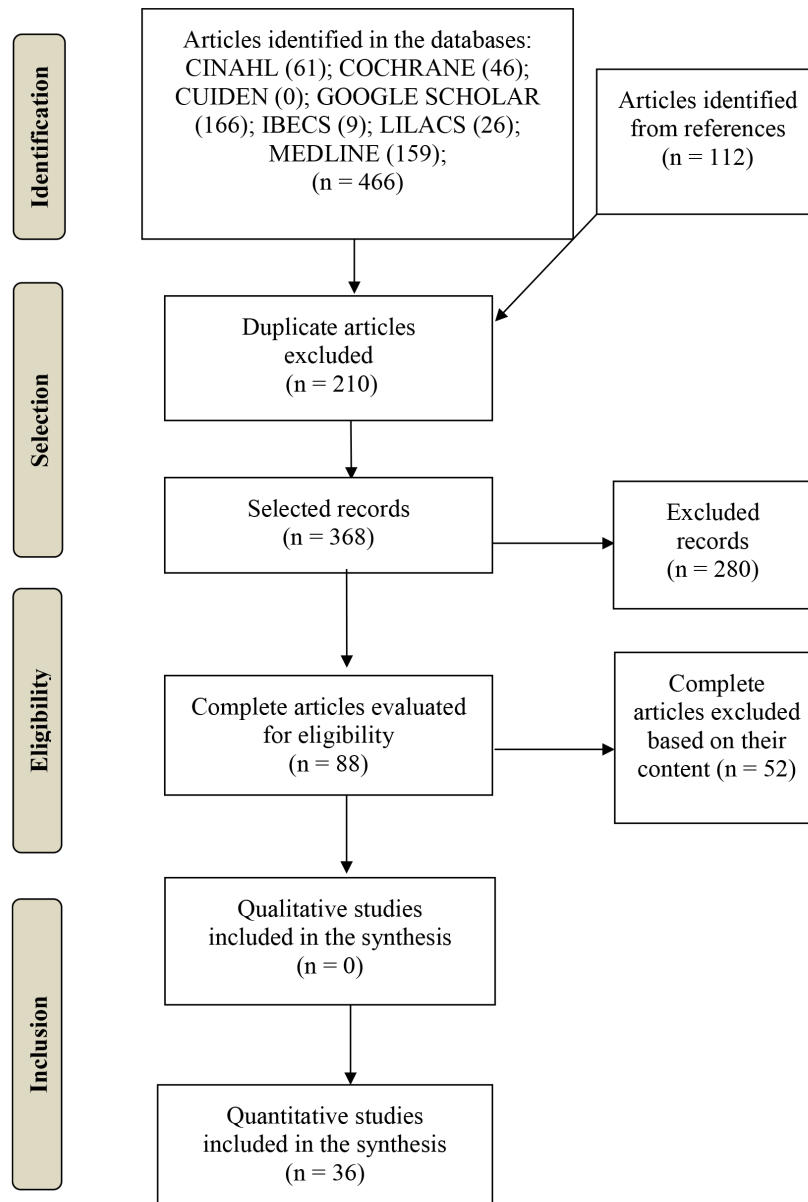 Identification
Articles identified in the databases:
CINAHL (61); COCHRANE (46);
CUIDEN (0); GOOGLE SCHOLAR
(166); IBECS (9); LILACS (26);
MEDLINE (159);
(n = 466)
Articles identified
from references
(n = 112)
Selection
Duplicate articles
excluded
(n = 210)
Selected records
(n = 368)
Excluded
records
(n = 280)
Eligibility
Complete articles evaluated
for eligibility
(n = 88)
Complete
articles excluded
based on their
content (n = 52)
Inclusion
Qualitative studies
included in the synthesis
(n = 0)
Quantitative studies
included in the synthesis
(n = 36)